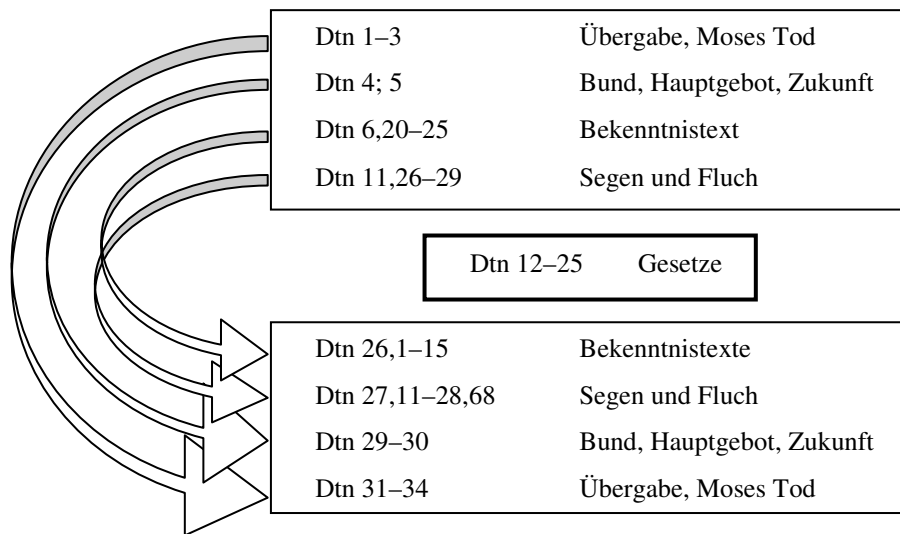 Dtn 1–3 Übergabe, Moses Tod
Dtn 4; 5 Bund, Hauptgebot, Zukunft
Dtn 6,20–25 Bekenntnistext
Dtn 11,26–29 Segen und Fluch
Dtn 12–25 Gesetze
Dtn 26,1–15 Bekenntnistexte
Dtn 27,11–28,68 Segen und Fluch
Dtn 29–30 Bund, Hauptgebot, Zukunft
Dtn 31–34 Übergabe, Moses Tod